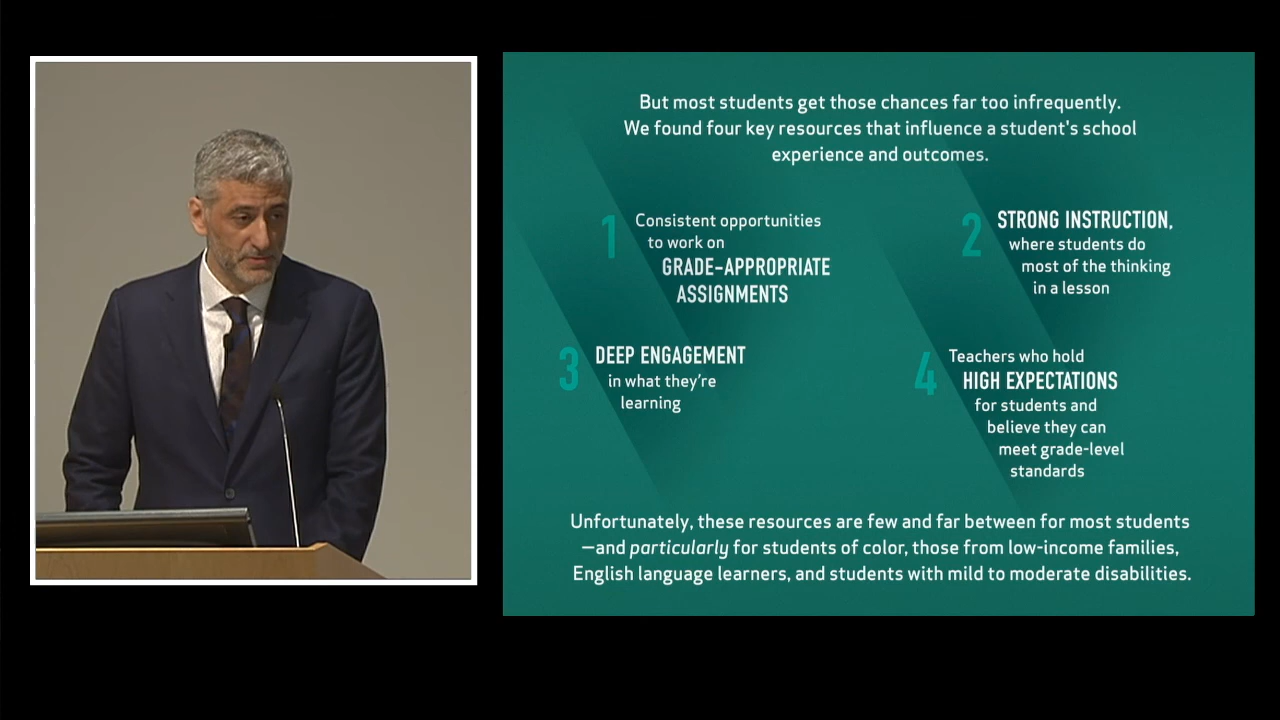 But most students get those chances far too infrequently.
We found four key resources that influence a student's school
experience and outcomes.
1
Consistent opportunities
to work on
GRADE-APPROPRIATE
ASSIGNMENTS
2
STRONG INSTRUCTION,
where students do
most of the thinking
in a lesson
3
DEEP ENGAGEMENT
in what they're
learning
4
Teachers who hold
HIGH EXPECTATIONS
for students and
believe they can
meet grade-level
standards
Unfortunately, these resources are few and far between for most students
—and particularly for students of color, those from low-income families,
English language learners, and students with mild to moderate disabilities.